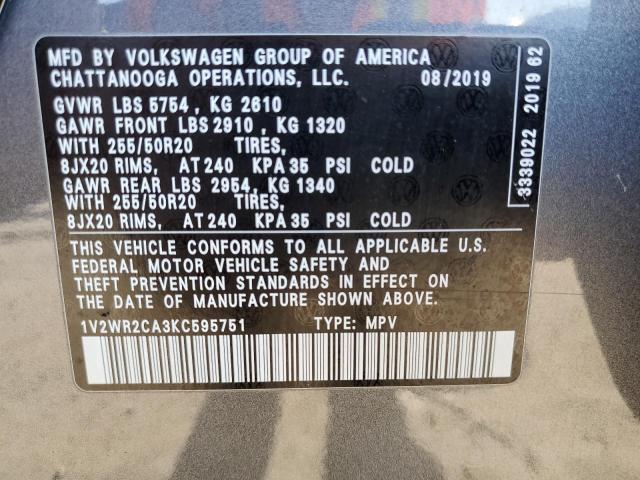 MFD BY VOLKSWAGEN GROUP OF AMERICA
CHATTANOOGA OPERATIONS, LLC. 08/2019
GVWR LBS 5754 , KG 2610
GAWR FRONT LBS 2910 , KG 1320
WITH 255/50R20 TIRES,
8JX20 RIMS, AT 240 KPA 35 PSI COLD
GAWR REAR LBS 2954, KG 1340
WITH 255/50R20 TIRES,
8JX20 RIMS, AT 240 KPA 35 PSI COLD
THIS VEHICLE CONFORMS TO ALL APPLICABLE U.S.
FEDERAL MOTOR VEHICLE SAFETY AND
THEFT PREVENTION STANDARDS IN EFFECT ON
THE DATE OF MANUFACTURE SHOWN ABOVE.
1V2WR2CA3KC595751 TYPE: MPV
3339022 2019 62